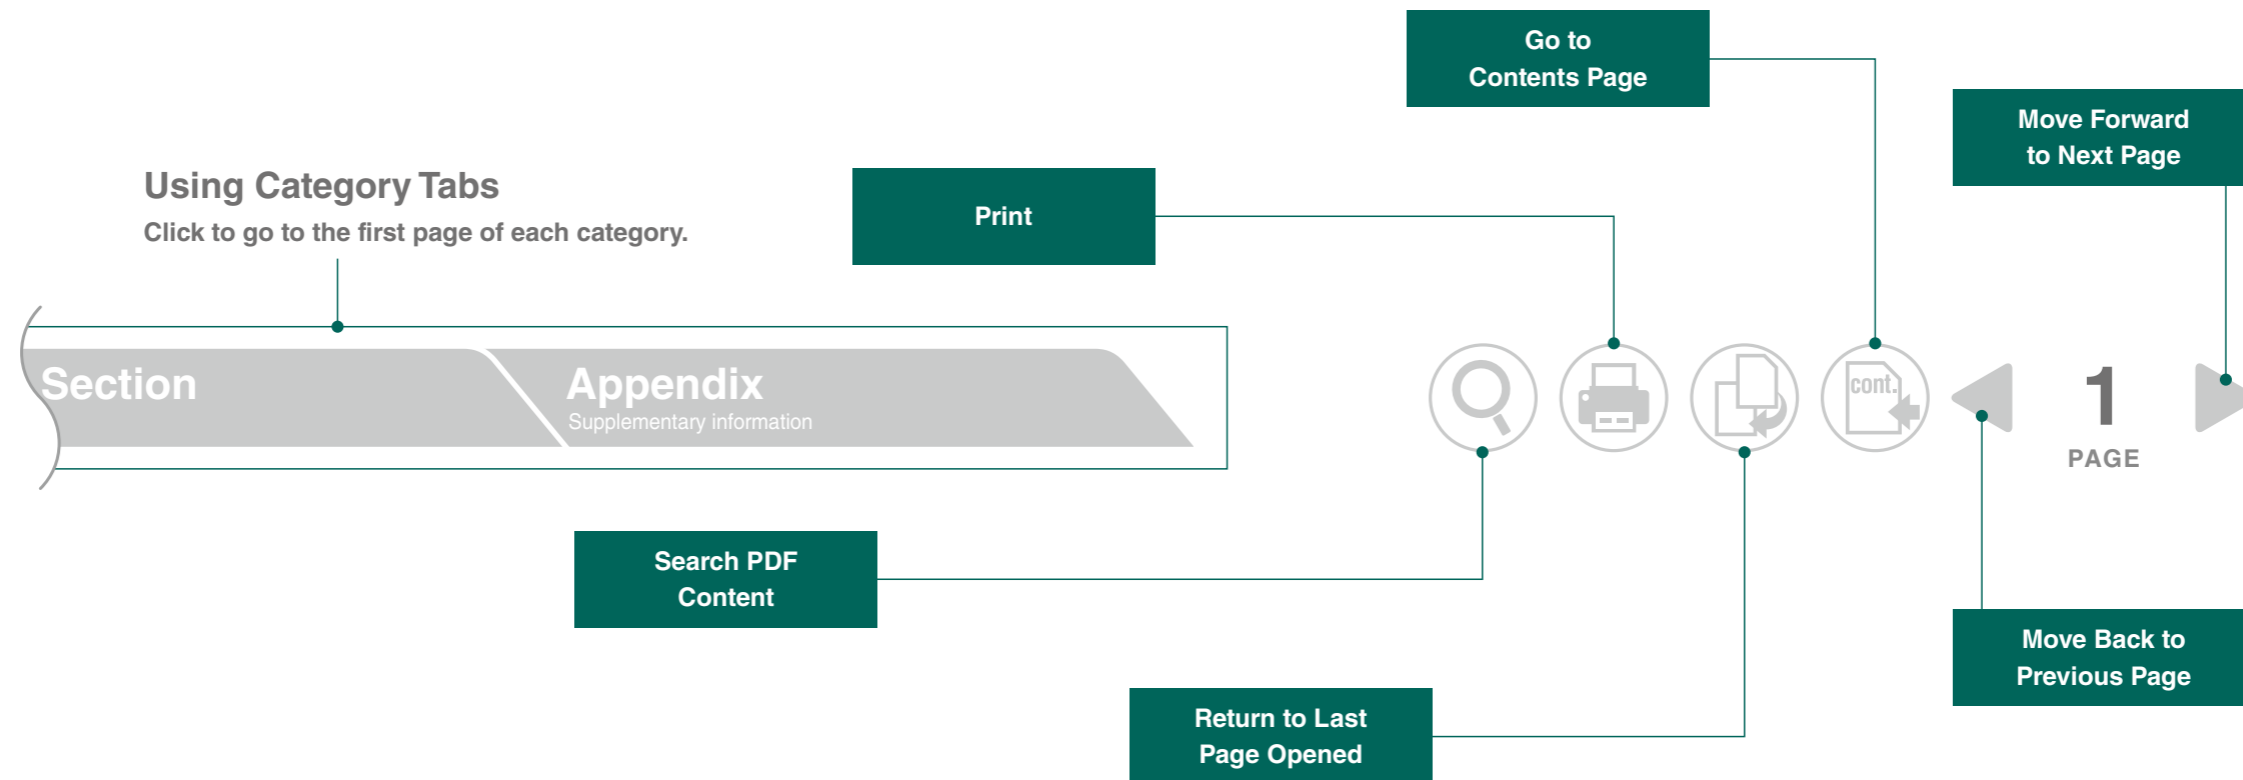 Go to
Contents Page
Move Forward
to Next Page
Using Category Tabs
Click to go to the first page of each category.
Print
Section
Appendix
Supplementary information
cont.
1
PAGE
Search PDF
Content
Move Back to
Previous Page
Return to Last
Page Opened